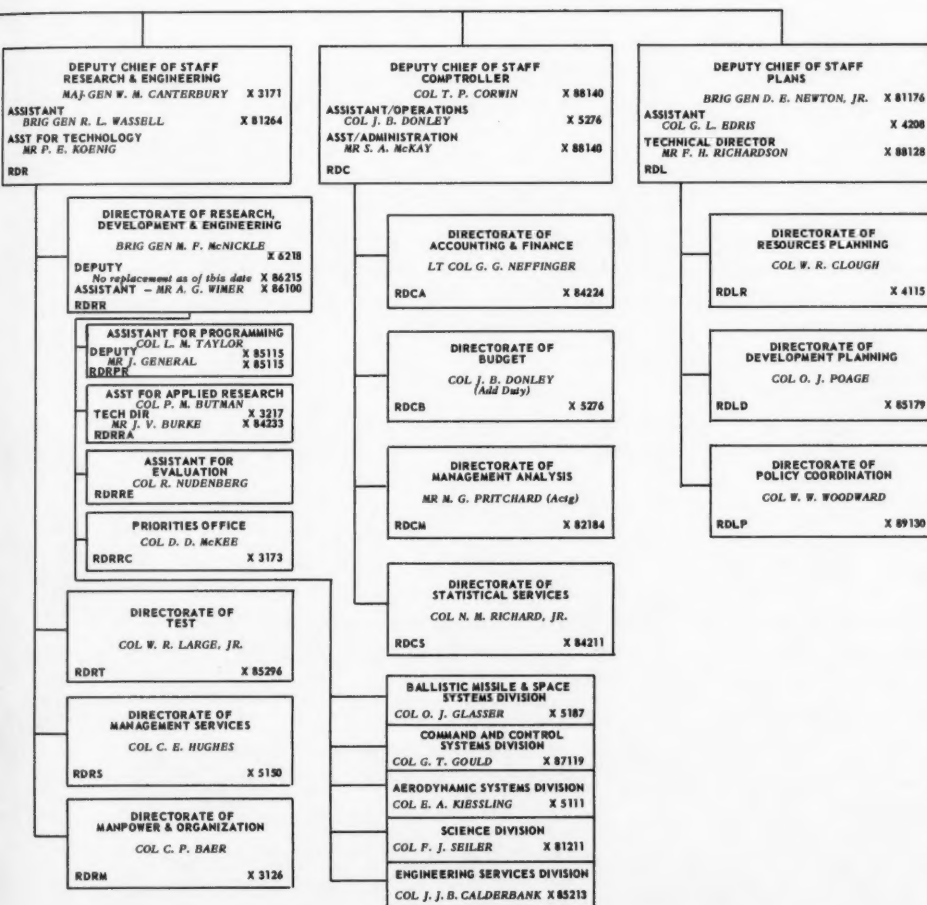 DEPUTY CHIEF OF STAFF
RESEARCH & ENGINEERING
MAJ-GEN W. M. CANTERBURY X 3171
ASSISTANT
BRIG GEN R. L. WASSELL X 81264
ASST FOR TECHNOLOGY
MR P. E. KOENIG
RDR
DIRECTORATE OF RESEARCH,
DEVELOPMENT & ENGINEERING
BRIG GEN M. F. McNICKLE
X 6218
DEPUTY
No replacement as of this date X 86215
ASSISTANT – MR A. G. WIMER X 86100
RDRR
ASSISTANT FOR PROGRAMMING
COL L. M. TAYLOR
DEPUTY X 85115
MR J. GENERAL X 85115
RDRPR
ASST FOR APPLIED RESEARCH
COL P. M. BUTMAN
TECH DIR X 3217
MR J. V. BURKE X 84233
RDRRA
ASSISTANT FOR
EVALUATION
COL R. NUDENBERG
RDRRE
PRIORITIES OFFICE
COL D. D. McKEE
RDRRC X 3173
DIRECTORATE OF
TEST
COL W. R. LARGE, JR.
RDRT X 85296
DIRECTORATE OF
MANAGEMENT SERVICES
COL C. E. HUGHES
RDRS X 5150
DIRECTORATE OF
MANPOWER & ORGANIZATION
COL C. P. BAER
RDRM X 3126
DEPUTY CHIEF OF STAFF
COMPTROLLER
COL T. P. CORWIN X 88140
ASSISTANT/OPERATIONS
COL J. B. DONLEY X 5276
ASST/ADMINISTRATION
MR S. A. McKAY X 88140
RDC
DIRECTORATE OF
ACCOUNTING & FINANCE
LT COL G. G. NEFFINGER
RDCA X 84224
DIRECTORATE OF
BUDGET
COL J. B. DONLEY
(Add Duty)
RDCB X 5276
DIRECTORATE OF
MANAGEMENT ANALYSIS
MR M. G. PRITCHARD (Actg)
RDCM X 82184
DIRECTORATE OF
STATISTICAL SERVICES
COL N. M. RICHARD, JR.
RDCS X 84211
BALLISTIC MISSILE & SPACE
SYSTEMS DIVISION
COL O. J. GLASSER X 5187
COMMAND AND CONTROL
SYSTEMS DIVISION
COL G. T. GOULD X 87119
AERODYNAMIC SYSTEMS DIVISION
COL E. A. KIESSLING X 5111
SCIENCE DIVISION
COL F. J. SEILER X 81211
ENGINEERING SERVICES DIVISION
COL J. J. B. CALDERBANK X 85213
DEPUTY CHIEF OF STAFF
PLANS
BRIG GEN D. E. NEWTON, JR. X 81176
ASSISTANT
COL G. L. EDRIS X 4208
TECHNICAL DIRECTOR
MR F. H. RICHARDSON X 88128
RDL
DIRECTORATE OF
RESOURCES PLANNING
COL W. R. CLOUGH
RDLR X 4115
DIRECTORATE OF
DEVELOPMENT PLANNING
COL O. J. POAGE
RDLD X 85179
DIRECTORATE OF
POLICY COORDINATION
COL W. W. WOODWARD
RDLP X 89130